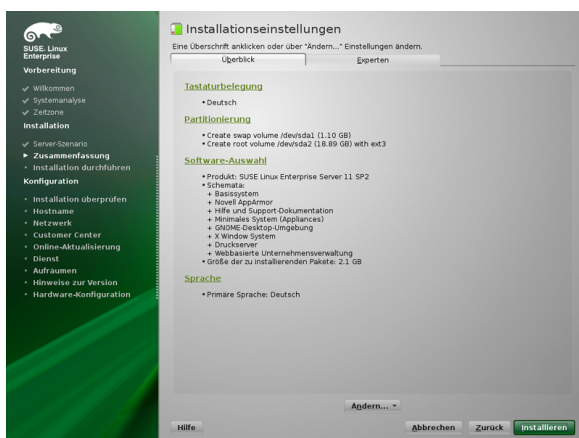 SUSE. Linux
Enterprise
Vorbereitung
Willkommen
Systemanalyse
Zeitzone
Installation
Server-Szenario
Zusammenfassung
Installation durchführen
Konfiguration
Installation überprüfen
Hostname
Netzwerk
Customer Center
Online-Aktualisierung
Dienst
Aufräumen
Hinweise zur Version
Hardware-Konfiguration
Installationseinstellungen
Eine Überschrift anklicken oder über "Ändern..." Einstellungen ändern.
Überblick Experten
Tastaturbelegung
• Deutsch
Partitionierung
• Create swap volume /dev/sda1 (1.10 GB)
• Create root volume /dev/sda2 (18.89 GB) with ext3
Software-Auswahl
• Produkt: SUSE Linux Enterprise Server 11 SP2
• Schemata:
+ Basissystem
+ Novell AppArmor
+ Hilfe und Support-Dokumentation
+ Minimales System (Appliances)
+ GNOME-Desktop-Umgebung
+ X Window System
+ Druckserver
+ Webbasierte Unternehmensverwaltung
• Größe der zu installierenden Pakete: 2.1 GB
Sprache
• Primäre Sprache: Deutsch
Ändern...
Hilfe Abbrechen Zurück Installieren